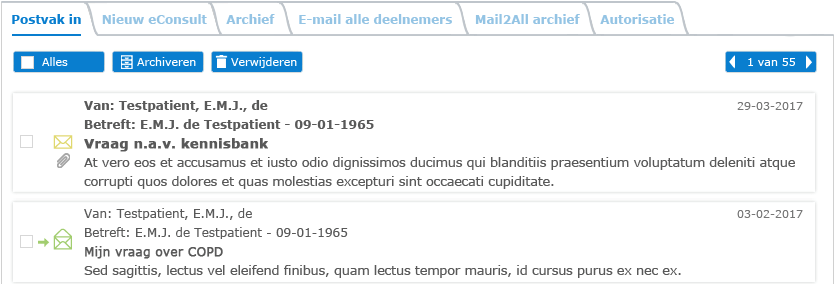 Postvak in Nieuw eConsult Archief E-mail alle deelnemers Mail2All archief Autorisatie
Alles Archiveren Verwijderen 1 van 55
Van: Testpatient, E.M.J., de 29-03-2017
Betreft: E.M.J. de Testpatient - 09-01-1965
Vraag n.a.v. kennisbank
At vero eos et accusamus et iusto odio dignissimos ducimus qui blanditiis praesentium voluptatum deleniti atque
corrupti quos dolores et quas molestias excepturi sint occaecati cupiditate.
Van: Testpatient, E.M.J., de 03-02-2017
Betreft: E.M.J. de Testpatient - 09-01-1965
Mijn vraag over COPD
Sed sagittis, lectus vel eleifend finibus, quam lectus tempor mauris, id cursus purus ex nec ex.